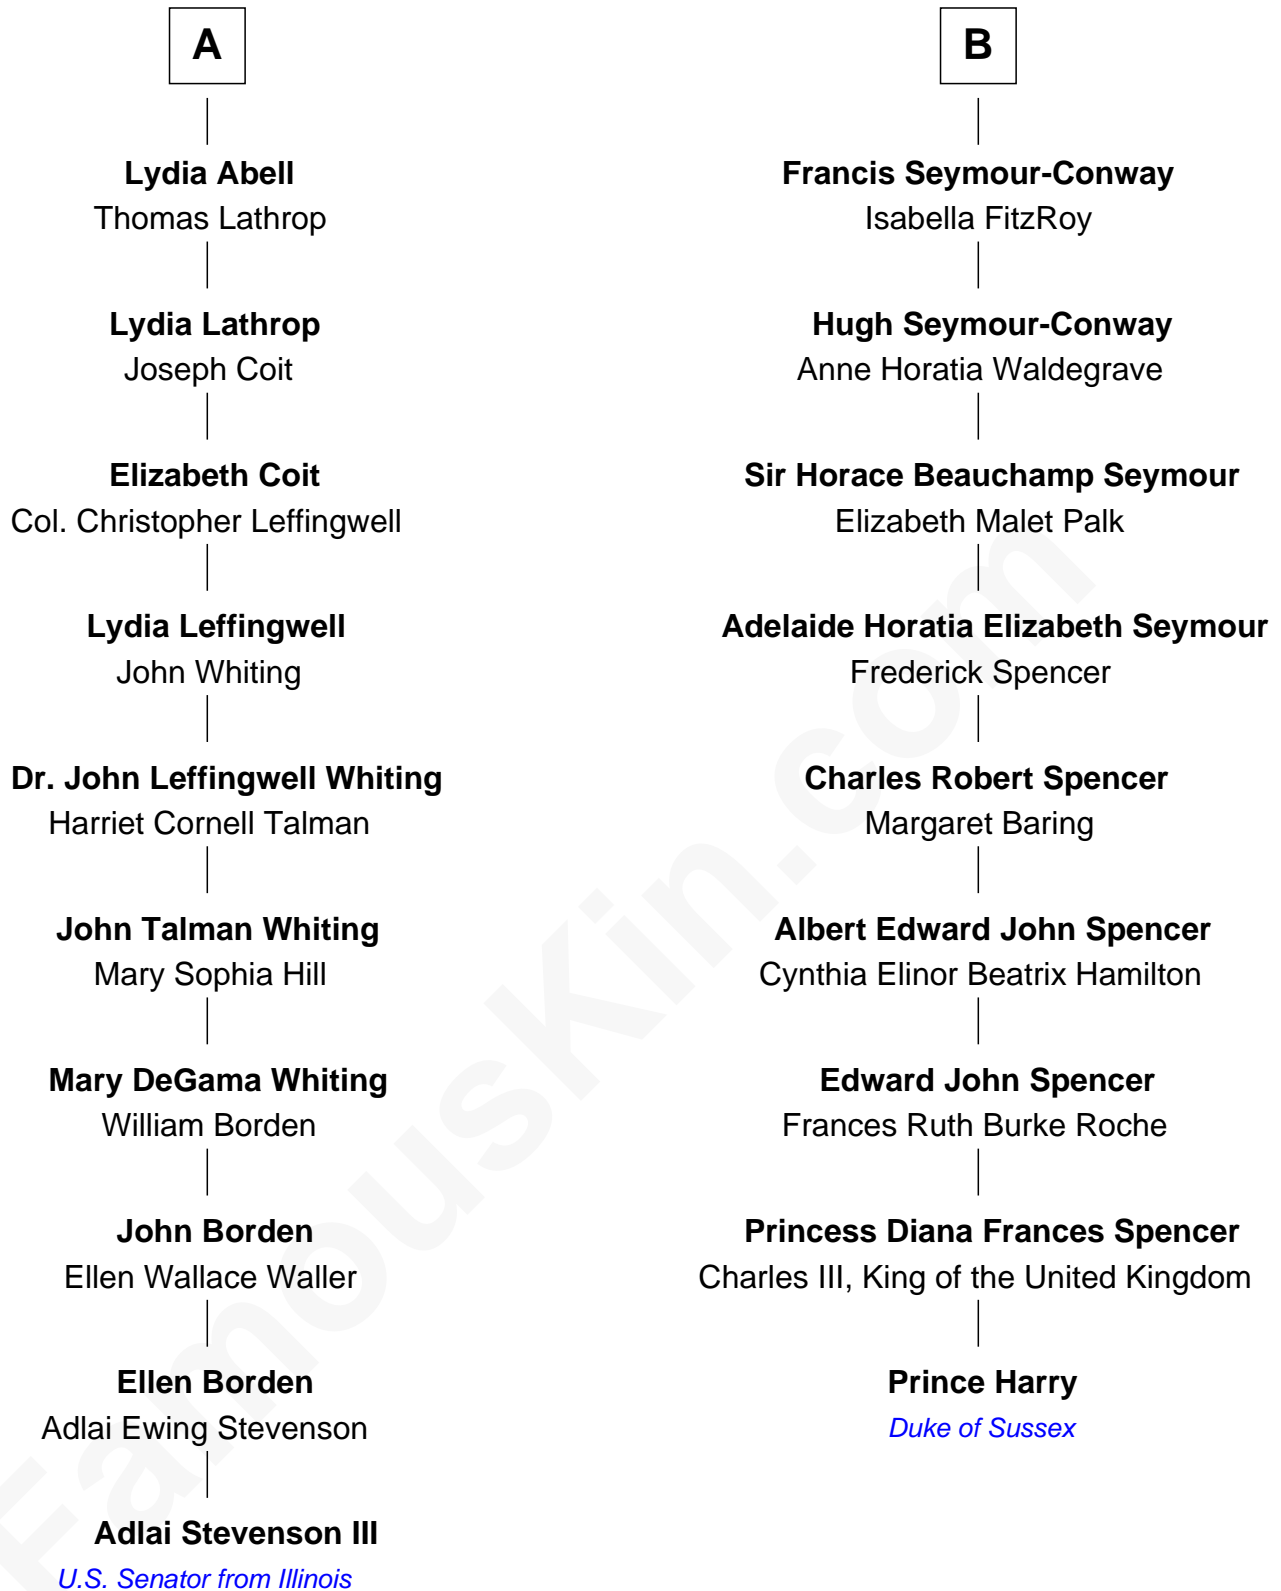 A
Lydia Abell
Thomas Lathrop
Lydia Lathrop
Joseph Coit
Elizabeth Coit
Col. Christopher Leffingwell
Lydia Leffingwell
John Whiting
Dr. John Leffingwell Whiting
Harriet Cornell Talman
John Talman Whiting
Mary Sophia Hill
Mary DeGama Whiting
William Borden
John Borden
Ellen Wallace Waller
Ellen Borden
Adlai Ewing Stevenson
Adlai Stevenson III
U.S. Senator from Illinois
B
Francis Seymour-Conway
Isabella FitzRoy
Hugh Seymour-Conway
Anne Horatia Waldegrave
Sir Horace Beauchamp Seymour
Elizabeth Malet Palk
Adelaide Horatia Elizabeth Seymour
Frederick Spencer
Charles Robert Spencer
Margaret Baring
Albert Edward John Spencer
Cynthia Elinor Beatrix Hamilton
Edward John Spencer
Frances Ruth Burke Roche
Princess Diana Frances Spencer
Charles III, King of the United Kingdom
Prince Harry
Duke of Sussex
FamousKin.com